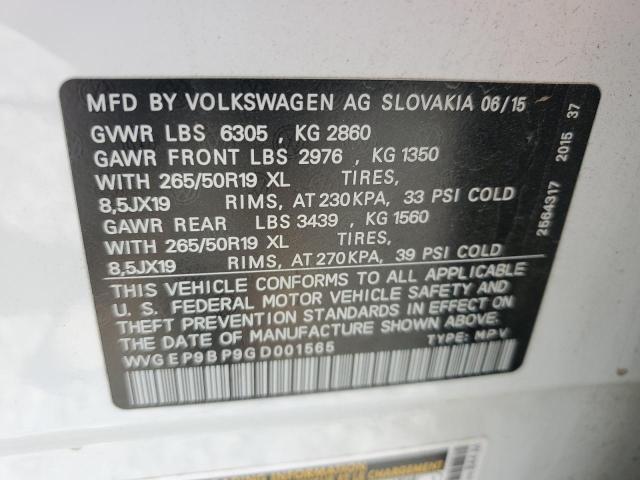 MFD BY VOLKSWAGEN AG SLOVAKIA 06/15
GVWR LBS 6305 , KG 2860
GAWR FRONT LBS 2976 , KG 1350
WITH 265/50R19 XL TIRES,
8,5JX19 RIMS, AT 230KPA, 33 PSI COLD
GAWR REAR LBS 3439 , KG 1560
WITH 265/50R19 XL TIRES,
8,5JX19 RIMS, AT 270KPA, 39 PSI COLD
THIS VEHICLE CONFORMS TO ALL APPLICABLE
U. S. FEDERAL MOTOR VEHICLE SAFETY AND
THEFT PREVENTION STANDARDS IN EFFECT ON
THE DATE OF MANUFACTURE SHOWN ABOVE.
WVGEP9BP9GD001565 TYPE: MPV
2564317 2015 37
INFORMATION
LE CHARGEMENT